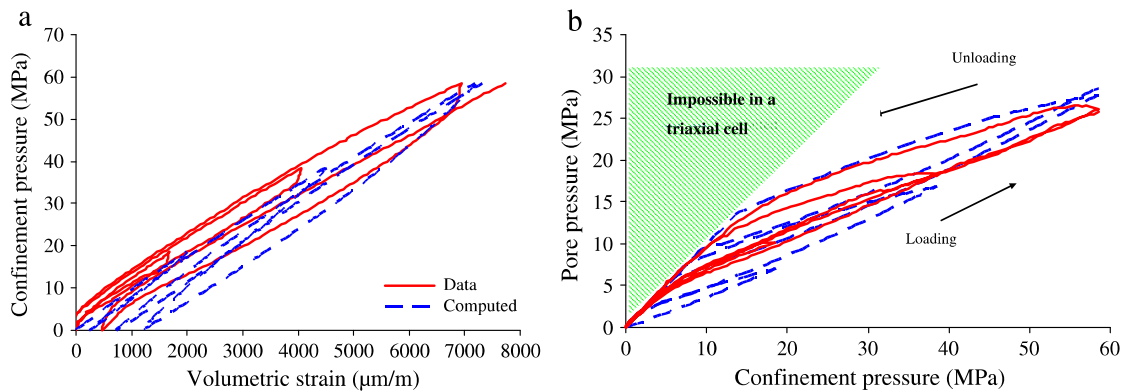 a
Confinement pressure (MPa)
70
60
50
40
30
20
10
0
0 1000 2000 3000 4000 5000 6000 7000 8000
Volumetric strain (µm/m)
Data
Computed
b
Pore pressure (MPa)
35
30
25
20
15
10
5
0
0 10 20 30 40 50 60
Confinement pressure (MPa)
Impossible in a
triaxial cell
Unloading
Loading